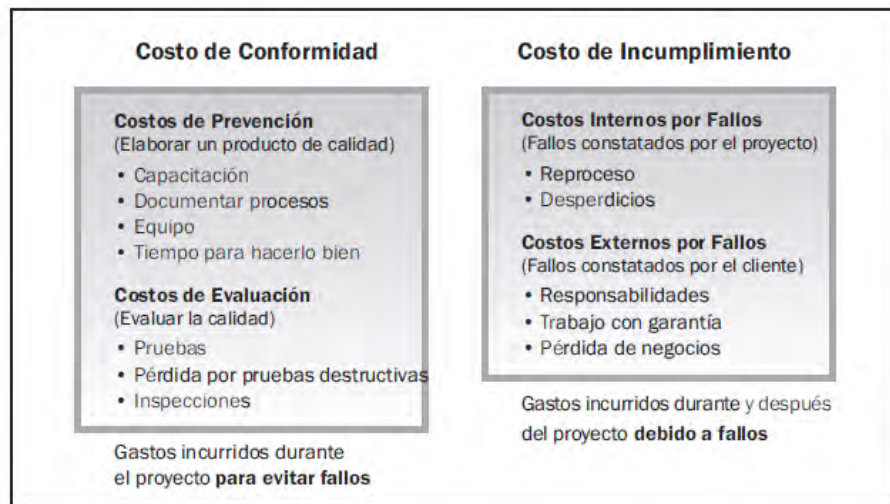 Costo de Conformidad
Costos de Prevención
(Elaborar un producto de calidad)
• Capacitación
• Documentar procesos
• Equipo
• Tiempo para hacerlo bien
Costos de Evaluación
(Evaluar la calidad)
• Pruebas
• Pérdida por pruebas destructivas
• Inspecciones
Gastos incurridos durante
el proyecto para evitar fallos
Costo de Incumplimiento
Costos Internos por Fallos
(Fallos constatados por el proyecto)
• Reproceso
• Desperdicios
Costos Externos por Fallos
(Fallos constatados por el cliente)
• Responsabilidades
• Trabajo con garantía
• Pérdida de negocios
Gastos incurridos durante y después
del proyecto debido a fallos